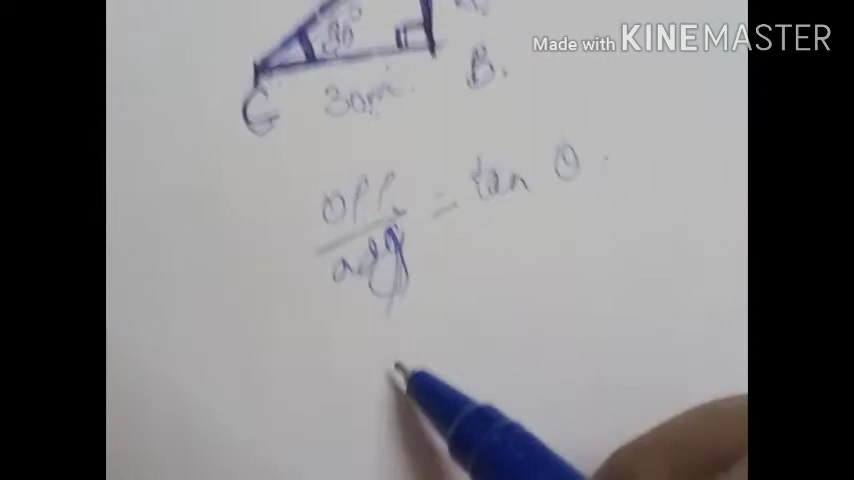 30°
Made with KINEMASTER
C 30m. B.
opp. = tan θ.
adj